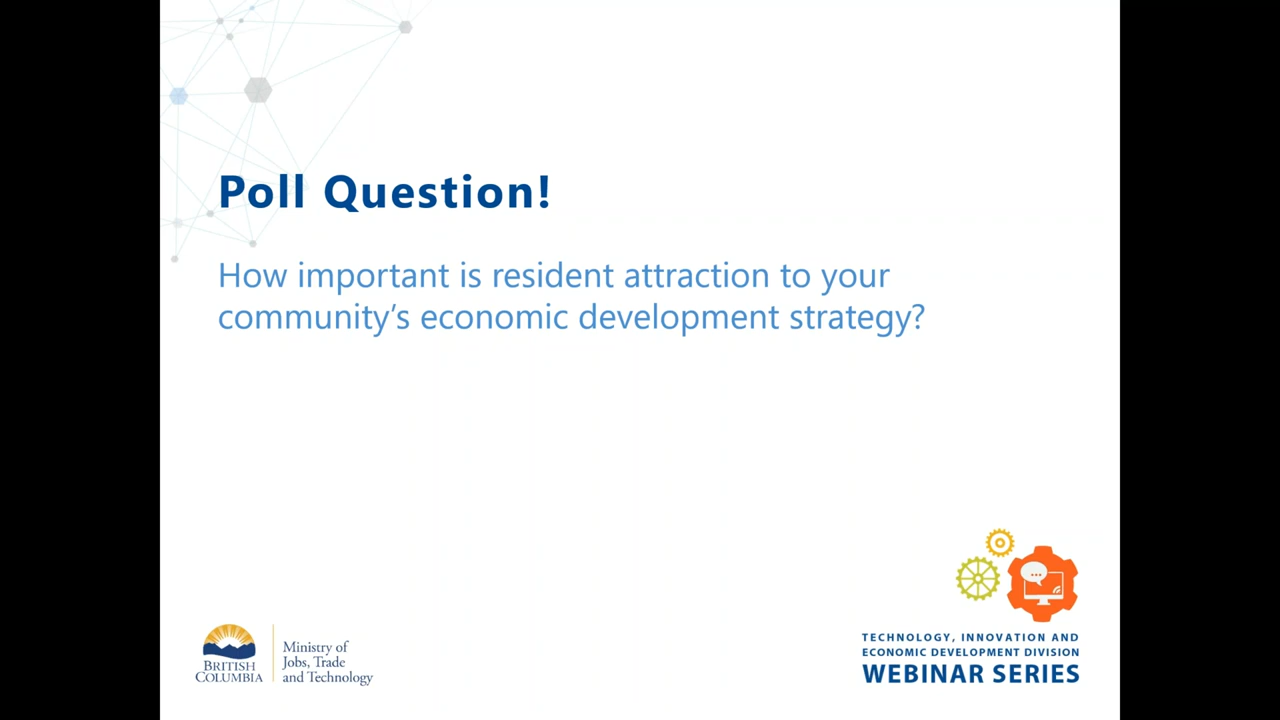 Poll Question!
How important is resident attraction to your
community's economic development strategy?
BRITISH
COLUMBIA
Ministry of
Jobs, Trade
and Technology
TECHNOLOGY, INNOVATION AND
ECONOMIC DEVELOPMENT DIVISION
WEBINAR SERIES